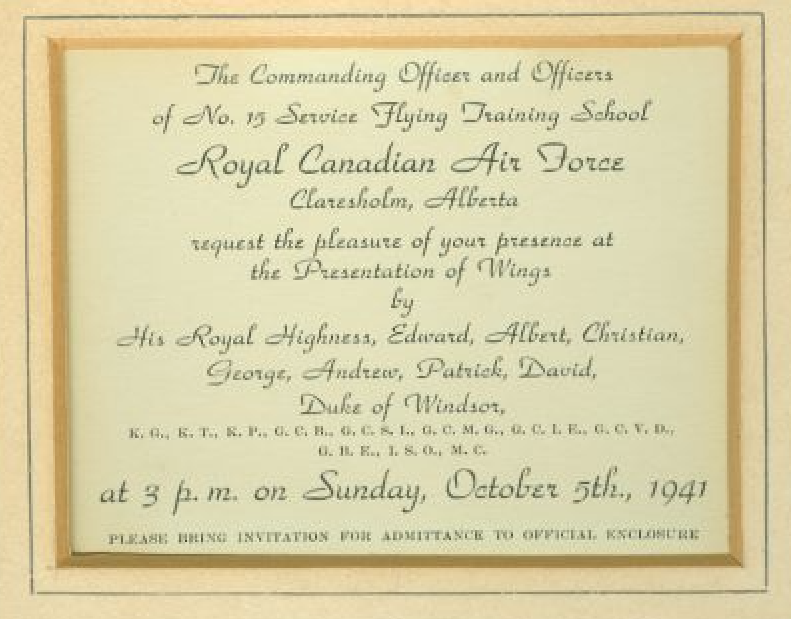 The Commanding Officer and Officers
of No. 15 Service Flying Training School
Royal Canadian Air Force
Claresholm, Alberta
request the pleasure of your presence at
the Presentation of Wings
by
His Royal Highness, Edward, Albert, Christian,
George, Andrew, Patrick, David,
Duke of Windsor,
K. G., K. T., K. P., G. C. B., G. C. S. I., G. C. M. G., G. C. I. E., G. C. V. D.,
G. B. E., I. S. O., M. C.
at 3 p. m. on Sunday, October 5th., 1941
PLEASE BRING INVITATION FOR ADMITTANCE TO OFFICIAL ENCLOSURE